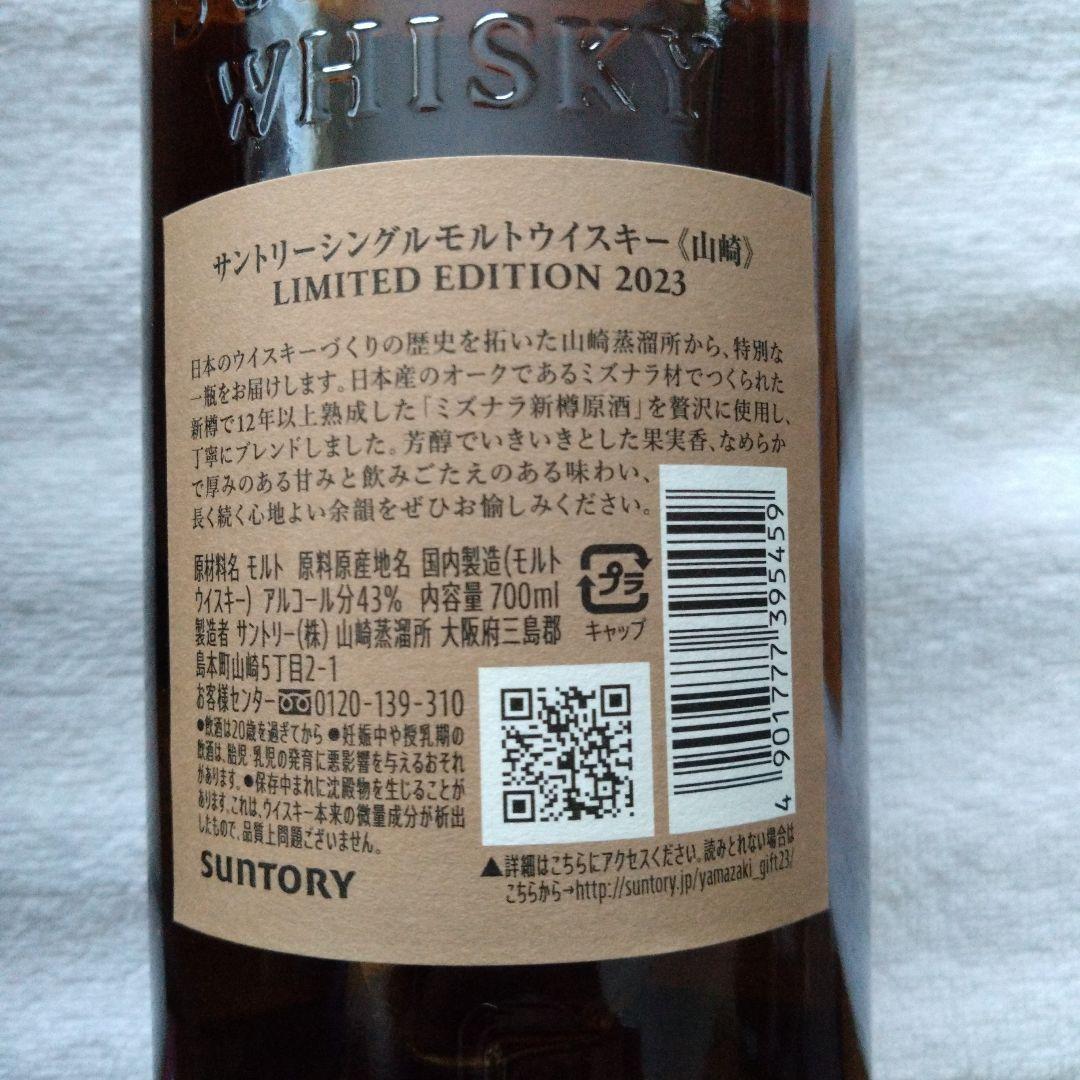 WHISKY
サントリーシングルモルトウイスキー《山崎》
LIMITED EDITION 2023
日本のウイスキーづくりの歴史を拓いた山崎蒸溜所から、特別な
一瓶をお届けします。日本産のオークであるミズナラ材でつくられた
新樽で12年以上熟成した「ミズナラ新樽原酒」を贅沢に使用し、
丁寧にブレンドしました。芳醇でいきいきとした果実香、なめらか
で厚みのある甘みと飲みごたえのある味わい、
長く続く心地よい余韻をぜひお愉しみください。
原材料名 モルト 原料原産地名 国内製造(モルト
ウイスキー) アルコール分43% 内容量 700ml
製造者 サントリー(株) 山崎蒸溜所 大阪府三島郡
島本町山崎5丁目2-1
お客様センター 0120-139-310
●飲酒は20歳を過ぎてから ●妊娠中や授乳期の
飲酒は、胎児・乳児の発育に悪影響を与えるおそれ
があります。●保存中まれに沈殿物を生じることが
あります。これは、ウイスキー本来の微量成分が析出
したもので、品質上問題ございません。
SUNTORY
プラ
キャップ
4 901777 395459
▲詳細はこちらにアクセスください。読みとれない場合は
こちらから→http://suntory.jp/yamazaki_gift23/